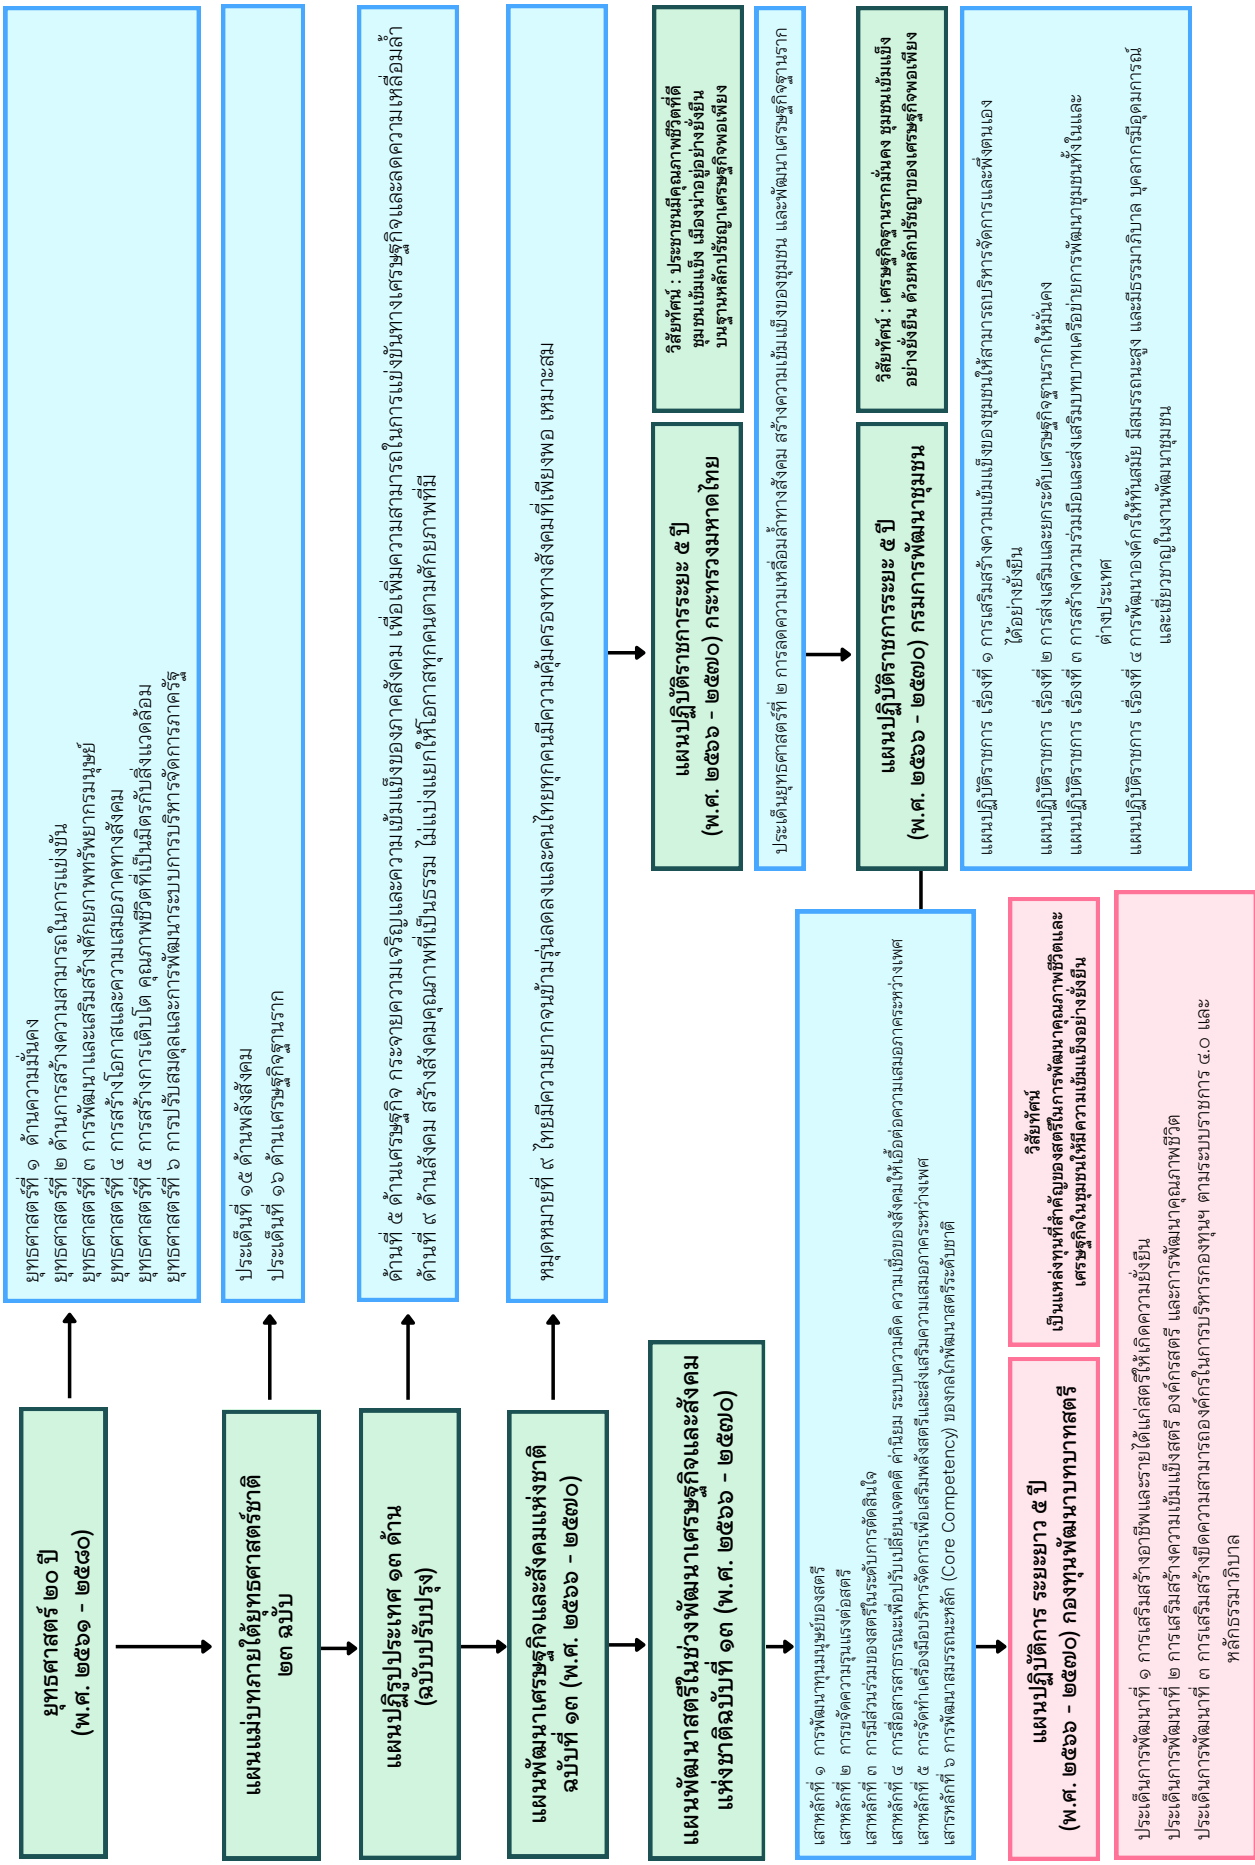 ยุทธศาสตร์ ๒๐ ปี
(พ.ศ. ๒๕๖๑ - ๒๕๘๐)
ยุทธศาสตร์ที่ ๑ ด้านความมั่นคง
ยุทธศาสตร์ที่ ๒ ด้านการสร้างความสามารถในการแข่งขัน
ยุทธศาสตร์ที่ ๓ การพัฒนาและเสริมสร้างศักยภาพทรัพยากรมนุษย์
ยุทธศาสตร์ที่ ๔ การสร้างโอกาสและความเสมอภาคทางสังคม
ยุทธศาสตร์ที่ ๕ การสร้างการเติบโต คุณภาพชีวิตที่เป็นมิตรกับสิ่งแวดล้อม
ยุทธศาสตร์ที่ ๖ การปรับสมดุลและการพัฒนาระบบการบริหารจัดการภาครัฐ
แผนแม่บทภายใต้ยุทธศาสตร์ชาติ
๒๓ ฉบับ
ประเด็นที่ ๑๕ ด้านพลังสังคม
ประเด็นที่ ๑๖ ด้านเศรษฐกิจฐานราก
แผนปฏิรูปประเทศ ๑๓ ด้าน
(ฉบับปรับปรุง)
ด้านที่ ๕ ด้านเศรษฐกิจ กระจายความเจริญและความเข้มแข็งของภาคสังคม เพื่อเพิ่มความสามารถในการแข่งขันทางเศรษฐกิจและลดความเหลื่อมล้ำ
ด้านที่ ๙ ด้านสังคม สร้างสังคมคุณภาพที่เป็นธรรม ไม่แบ่งแยกให้โอกาสทุกคนตามศักยภาพที่มี
แผนพัฒนาเศรษฐกิจและสังคมแห่งชาติ
ฉบับที่ ๑๓ (พ.ศ. ๒๕๖๖ - ๒๕๗๐)
หมุดหมายที่ ๙ ไทยมีความยากจนข้ามรุ่นลดลงและคนไทยทุกคนมีความคุ้มครองทางสังคมที่เพียงพอ เหมาะสม
แผนพัฒนาสตรีในช่วงพัฒนาเศรษฐกิจและสังคม
แห่งชาติฉบับที่ ๑๓ (พ.ศ. ๒๕๖๖ - ๒๕๗๐)
แผนปฏิบัติราชการระยะ ๕ ปี
(พ.ศ. ๒๕๖๖ - ๒๕๗๐) กระทรวงมหาดไทย
วิสัยทัศน์ : ประชาชนมีคุณภาพชีวิตที่ดี
ชุมชนเข้มแข็ง เมืองน่าอยู่อย่างยั่งยืน
บนฐานหลักปรัชญาเศรษฐกิจพอเพียง
ประเด็นยุทธศาสตร์ที่ ๒ การลดความเหลื่อมล้ำทางสังคม สร้างความเข้มแข็งของชุมชน และพัฒนาเศรษฐกิจฐานราก
แผนปฏิบัติราชการระยะ ๕ ปี
(พ.ศ. ๒๕๖๖ - ๒๕๗๐) กรมการพัฒนาชุมชน
วิสัยทัศน์ : เศรษฐกิจฐานรากมั่นคง ชุมชนเข้มแข็ง
อย่างยั่งยืน ด้วยหลักปรัชญาของเศรษฐกิจพอเพียง
แผนปฏิบัติราชการ เรื่องที่ ๑ การเสริมสร้างความเข้มแข็งของชุมชนให้สามารถบริหารจัดการและพึ่งตนเอง
ได้อย่างยั่งยืน
แผนปฏิบัติราชการ เรื่องที่ ๒ การส่งเสริมและยกระดับเศรษฐกิจฐานรากให้มั่นคง
แผนปฏิบัติราชการ เรื่องที่ ๓ การสร้างความร่วมมือและส่งเสริมบทบาทเครือข่ายการพัฒนาชุมชนทั้งในและ
ต่างประเทศ
แผนปฏิบัติราชการ เรื่องที่ ๔ การพัฒนาองค์กรให้ทันสมัย มีสมรรถนะสูง และมีธรรมาภิบาล บุคลากรมีอุดมการณ์
และเชี่ยวชาญในงานพัฒนาชุมชน
เสาหลักที่ ๑ การพัฒนาทุนมนุษย์ของสตรี
เสาหลักที่ ๒ การขจัดความรุนแรงต่อสตรี
เสาหลักที่ ๓ การมีส่วนร่วมของสตรีในระดับการตัดสินใจ
เสาหลักที่ ๔ การสื่อสารสาธารณะเพื่อปรับเปลี่ยนเจตคติ ค่านิยม ระบบความคิด ความเชื่อของสังคมให้เอื้อต่อความเสมอภาคระหว่างเพศ
เสาหลักที่ ๕ การจัดทำเครื่องมือบริหารจัดการเพื่อเสริมพลังสตรีและส่งเสริมความเสมอภาคระหว่างเพศ
เสารหลักที่ ๖ การพัฒนาสมรรถนะหลัก (Core Competency) ของกลไกพัฒนาสตรีระดับชาติ
แผนปฏิบัติการ ระยะยาว ๕ ปี
(พ.ศ. ๒๕๖๖ - ๒๕๗๐) กองทุนพัฒนาบทบาทสตรี
วิสัยทัศน์
เป็นแหล่งทุนที่สำคัญของสตรีในการพัฒนาคุณภาพชีวิตและ
เศรษฐกิจในชุมชนให้มีความเข้มแข็งอย่างยั่งยืน
ประเด็นการพัฒนาที่ ๑ การเสริมสร้างอาชีพและรายได้แก่สตรีให้เกิดความยั่งยืน
ประเด็นการพัฒนาที่ ๒ การเสริมสร้างความเข้มแข็งสตรี องค์กรสตรี และการพัฒนาคุณภาพชีวิต
ประเด็นการพัฒนาที่ ๓ การเสริมสร้างขีดความสามารถองค์กรในการบริหารกองทุนฯ ตามระบบราชการ ๔.๐ และ
หลักธรรมาภิบาล